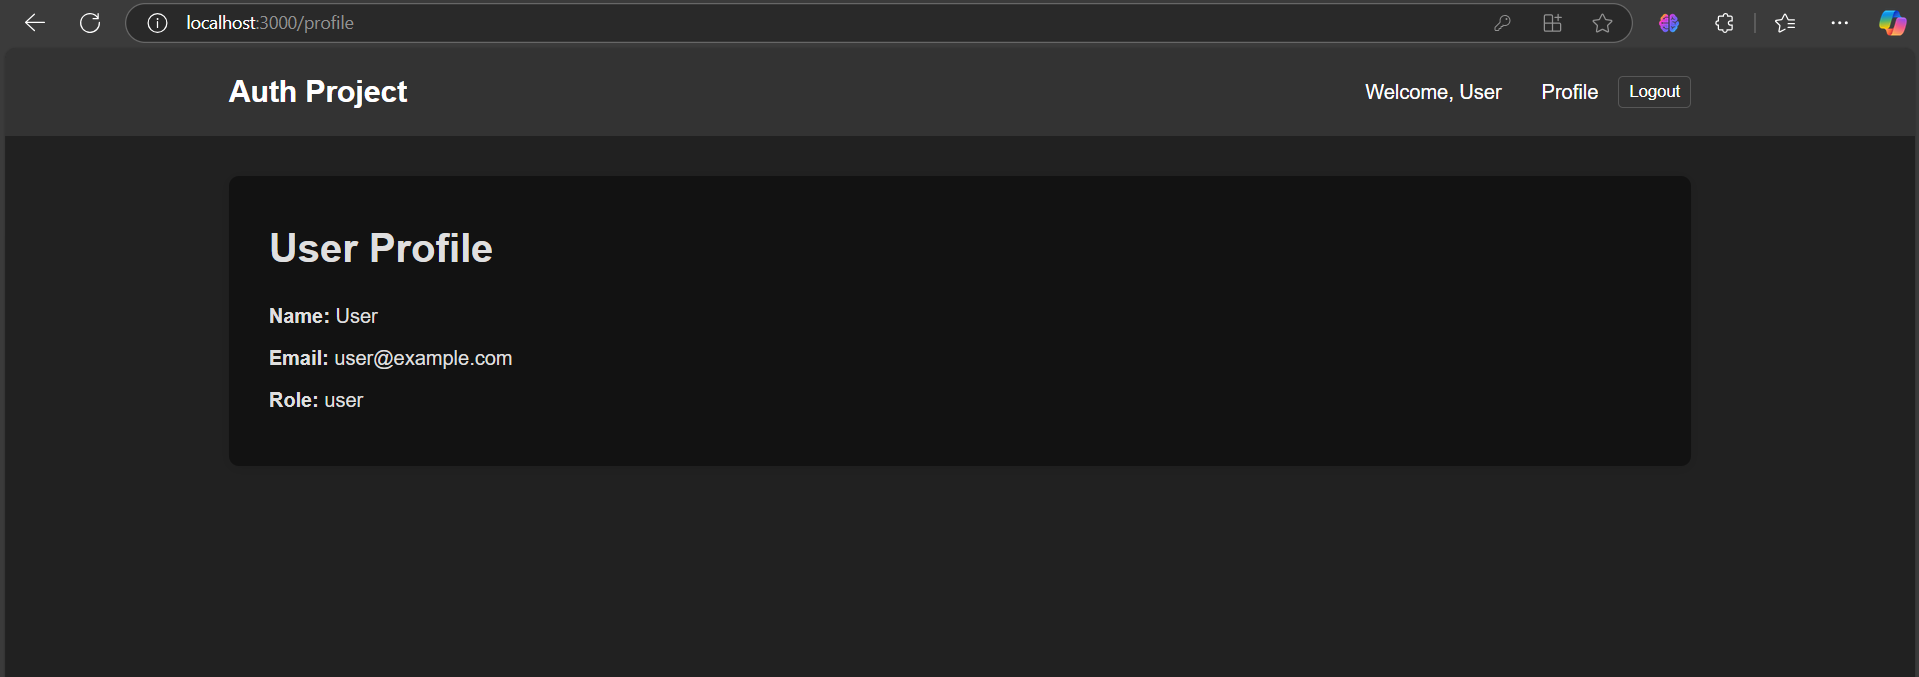 localhost:3000/profile
Auth Project
Welcome, User Profile Logout
User Profile
Name: User
Email: user@example.com
Role: user